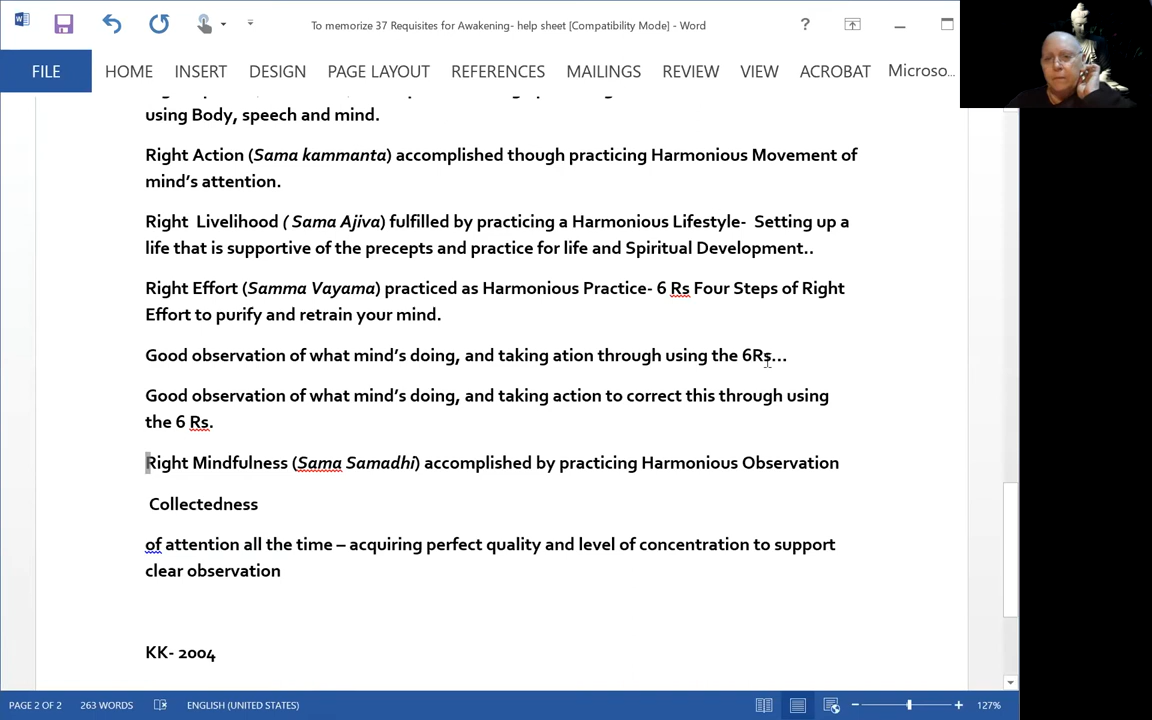 To memorize 37 Requisites for Awakening- help sheet [Compatibility Mode] - Word
?
FILE HOME INSERT DESIGN PAGE LAYOUT REFERENCES MAILINGS REVIEW VIEW ACROBAT Microso...
using Body, speech and mind.
Right Action (Sama kammanta) accomplished though practicing Harmonious Movement of
mind’s attention.
Right Livelihood ( Sama Ajiva) fulfilled by practicing a Harmonious Lifestyle- Setting up a
life that is supportive of the precepts and practice for life and Spiritual Development..
Right Effort (Samma Vayama) practiced as Harmonious Practice- 6 Rs Four Steps of Right
Effort to purify and retrain your mind.
Good observation of what mind’s doing, and taking ation through using the 6Rs...
Good observation of what mind’s doing, and taking action to correct this through using
the 6 Rs.
Right Mindfulness (Sama Samadhi) accomplished by practicing Harmonious Observation
Collectedness
of attention all the time – acquiring perfect quality and level of concentration to support
clear observation
KK- 2004
PAGE 2 OF 2 263 WORDS ENGLISH (UNITED STATES) 127%